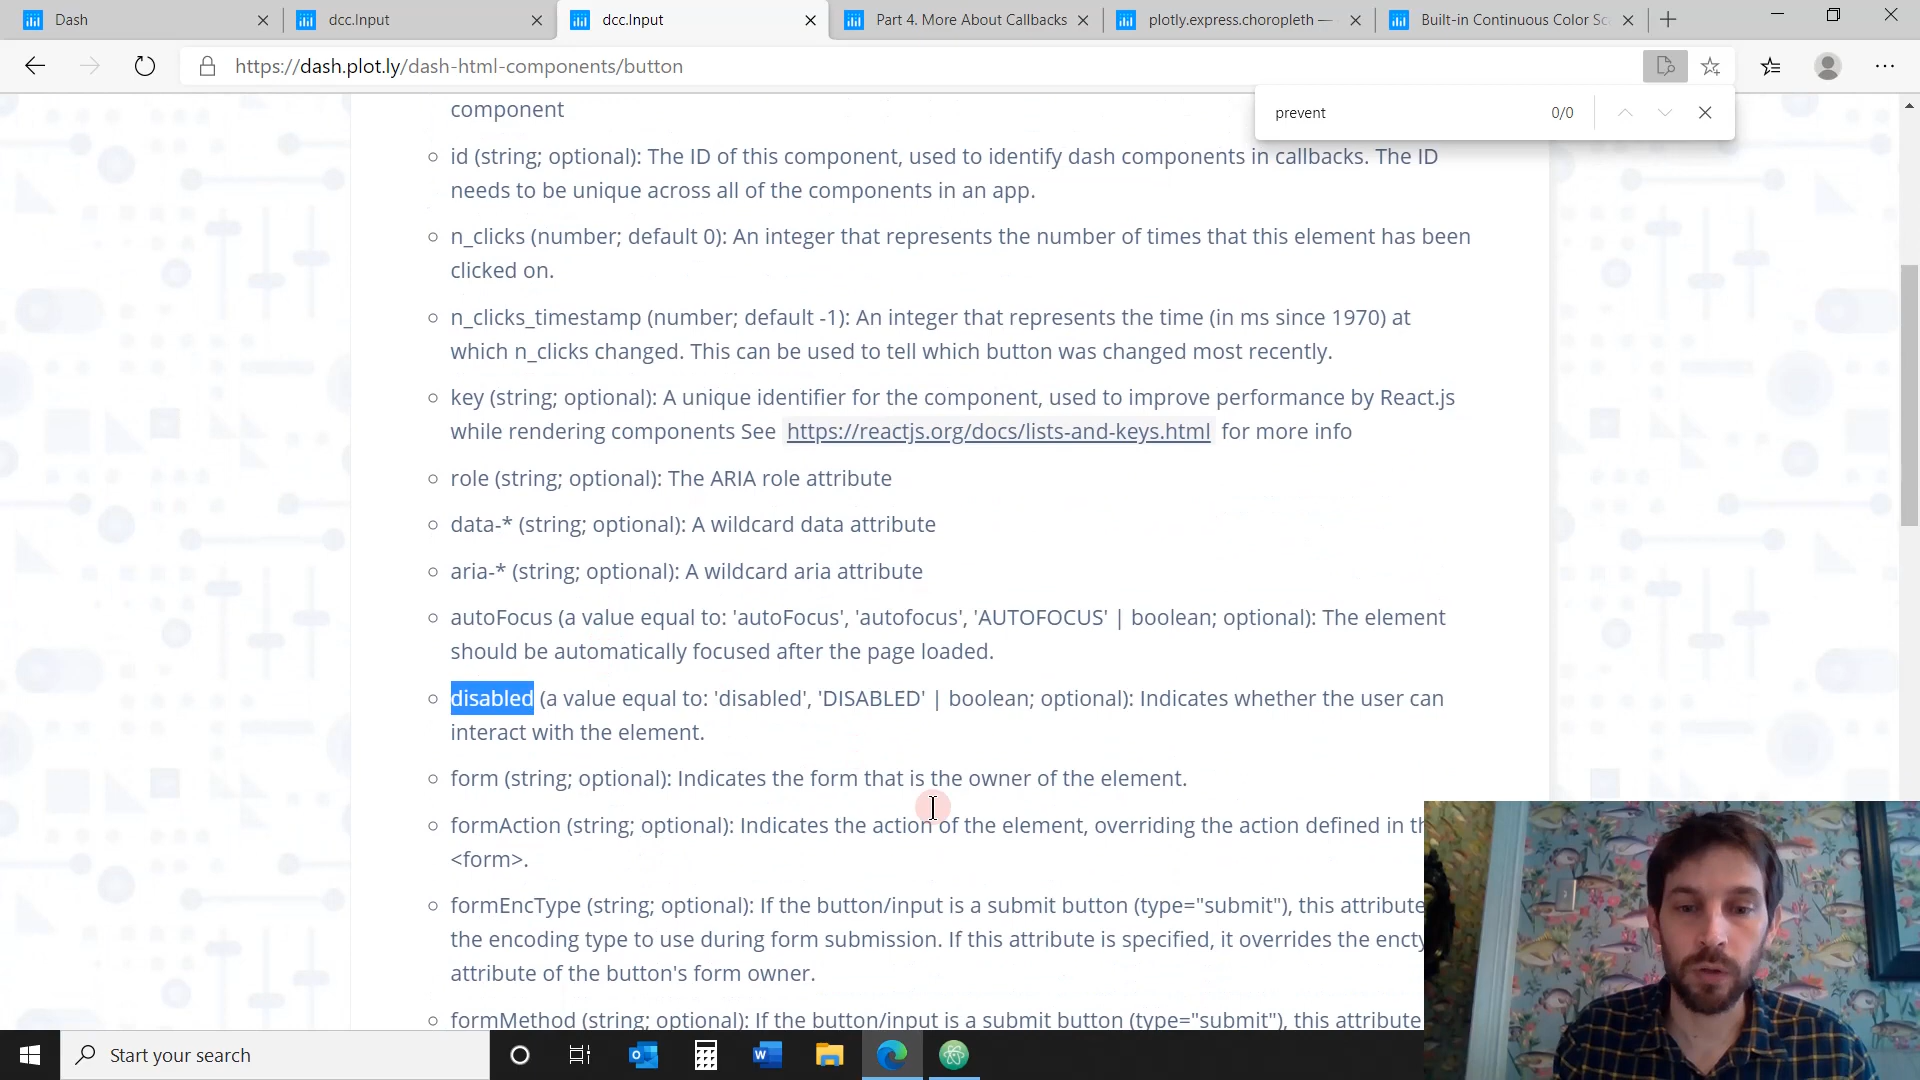 Dash
dcc.Input
dcc.Input
Part 4. More About Callbacks
plotly.express.choropleth —
Built-in Continuous Color Sc
https://dash.plot.ly/dash-html-components/button
prevent 0/0
component
id (string; optional): The ID of this component, used to identify dash components in callbacks. The ID
needs to be unique across all of the components in an app.
n_clicks (number; default 0): An integer that represents the number of times that this element has been
clicked on.
n_clicks_timestamp (number; default -1): An integer that represents the time (in ms since 1970) at
which n_clicks changed. This can be used to tell which button was changed most recently.
key (string; optional): A unique identifier for the component, used to improve performance by React.js
while rendering components See https://reactjs.org/docs/lists-and-keys.html for more info
role (string; optional): The ARIA role attribute
data-* (string; optional): A wildcard data attribute
aria-* (string; optional): A wildcard aria attribute
autoFocus (a value equal to: 'autoFocus', 'autofocus', 'AUTOFOCUS' | boolean; optional): The element
should be automatically focused after the page loaded.
disabled (a value equal to: 'disabled', 'DISABLED' | boolean; optional): Indicates whether the user can
interact with the element.
form (string; optional): Indicates the form that is the owner of the element.
formAction (string; optional): Indicates the action of the element, overriding the action defined in th
<form>.
formEncType (string; optional): If the button/input is a submit button (type="submit"), this attribute
the encoding type to use during form submission. If this attribute is specified, it overrides the encty
attribute of the button's form owner.
formMethod (string; optional): If the button/input is a submit button (type="submit"), this attribute
Start your search